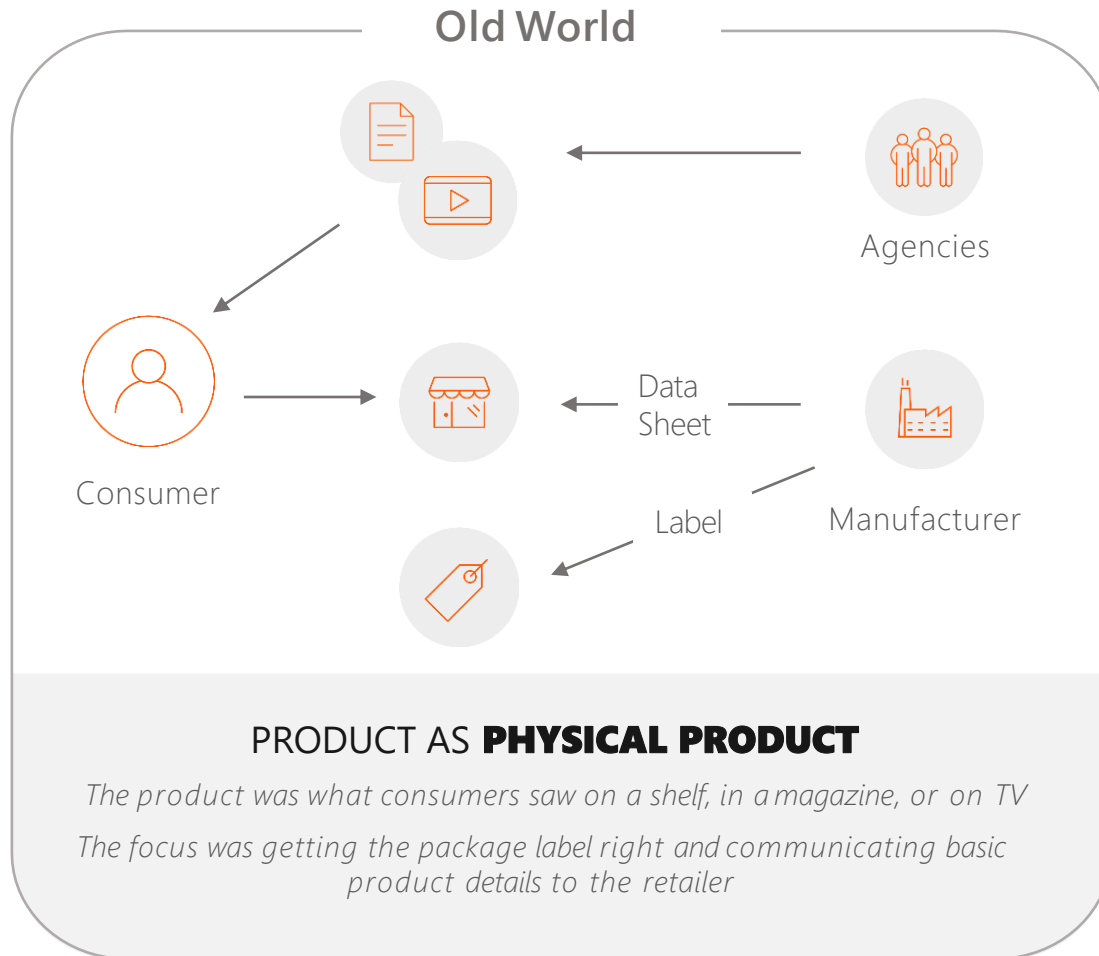 Old World
Agencies
Data
Sheet
Consumer
Label
Manufacturer
PRODUCT AS PHYSICAL PRODUCT
The product was what consumers saw on a shelf, in a magazine, or on TV
The focus was getting the package label right and communicating basic
product details to the retailer